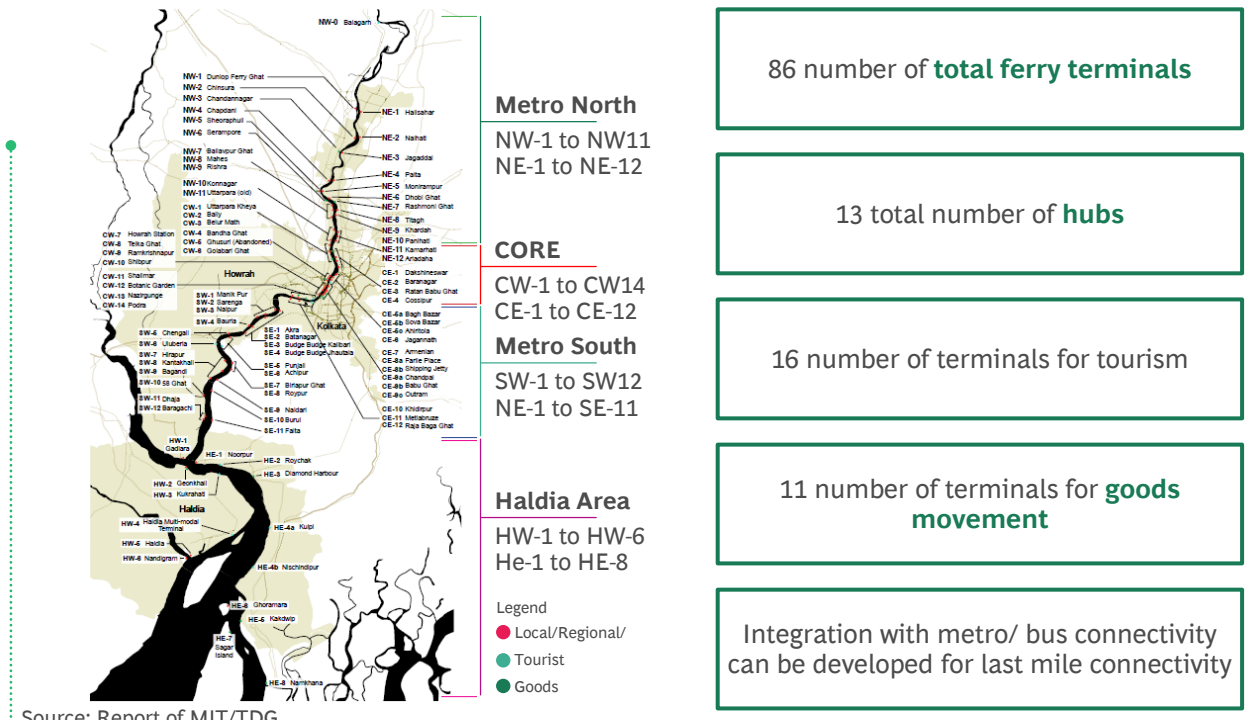 NW-0 Balagarh
NW-1 Dunlop Ferry Ghat
NW-2 Chinsura
NW-3 Chandannagar
NW-4 Chapdani
NW-5 Sheoraphuli
NW-6 Serampore
NW-7 Ballavpur Ghat
NW-8 Mahes
NW-9 Rishra
NW-10 Konnagar
NW-11 Uttarpara (old)
CW-1 Uttarpara Kheya
CW-2 Bally
CW-3 Belur Math
CW-4 Bandha Ghat
CW-5 Ghusuri (Abandoned)
CW-6 Golabari Ghat
CW-7 Howrah Station
CW-8 Telka Ghat
CW-9 Ramkrishnapur
CW-10 Shibpur
CW-11 Shalimar
CW-12 Botanic Garden
CW-13 Nazirgunge
CW-14 Podra
Howrah
Kolkata
SW-1 Manik Pur
SW-2 Sarenga
SW-3 Nalpur
SW-4 Bauria
SW-5 Chengail
SW-6 Uluberia
SW-7 Hirapur
SW-8 Kantakhali
SW-9 Bagandi
SW-10 58 Ghat
SW-11 Dhaja
SW-12 Baragachi
NE-1 Halisahar
NE-2 Naihati
NE-3 Jagaddal
NE-4 Palta
NE-5 Monirampur
NE-6 Dhobi Ghat
NE-7 Rashmoni Ghat
NE-8 Titagh
NE-9 Khardah
NE-10 Panihati
NE-11 Kamarhati
NE-12 Ariadaha
CE-1 Dakshineswar
CE-2 Baranagar
CE-3 Ratan Babu Ghat
CE-4 Cossipur
CE-5a Bagh Bazar
CE-5b Sova Bazar
CE-5c Ahiritola
CE-6 Jagannath
CE-7 Armenian
CE-8a Farlie Place
CE-8b Shipping Jetty
CE-9a Chandpal
CE-9b Babu Ghat
CE-9c Outram
CE-10 Khidirpur
CE-11 Metiabruze
CE-12 Raja Baga Ghat
SE-1 Akra
SE-2 Batanagar
SE-3 Budge Budge Kalibari
SE-4 Budge Budge Jhautala
SE-5 Punjali
SE-6 Achipur
SE-7 Birlapur Ghat
SE-8 Roypur
SE-9 Naldari
SE-10 Burul
SE-11 Falta
HW-1
Gadiara
HE-1 Noorpur
HE-2 Roychak
HE-3 Diamond Harbour
HW-2 Geonkhali
HW-3 Kukrahati
Haldia
HW-4 Haldia Multi-modal
Terminal
HW-5 Haldia
HW-6 Nandigram
HE-4a Kulpi
HE-4b Nischindipur
HE-6 Ghoramara
HE-5 Kakdwip
HE-7
Sagar
Island
HE-8 Namkhana
Metro North
NW-1 to NW11
NE-1 to NE-12
CORE
CW-1 to CW14
CE-1 to CE-12
Metro South
SW-1 to SW12
NE-1 to SE-11
Haldia Area
HW-1 to HW-6
He-1 to HE-8
Legend
Local/Regional/
Tourist
Goods
86 number of total ferry terminals
13 total number of hubs
16 number of terminals for tourism
11 number of terminals for goods
movement
Integration with metro/ bus connectivity
can be developed for last mile connectivity
Source: Report of MIT/TDG